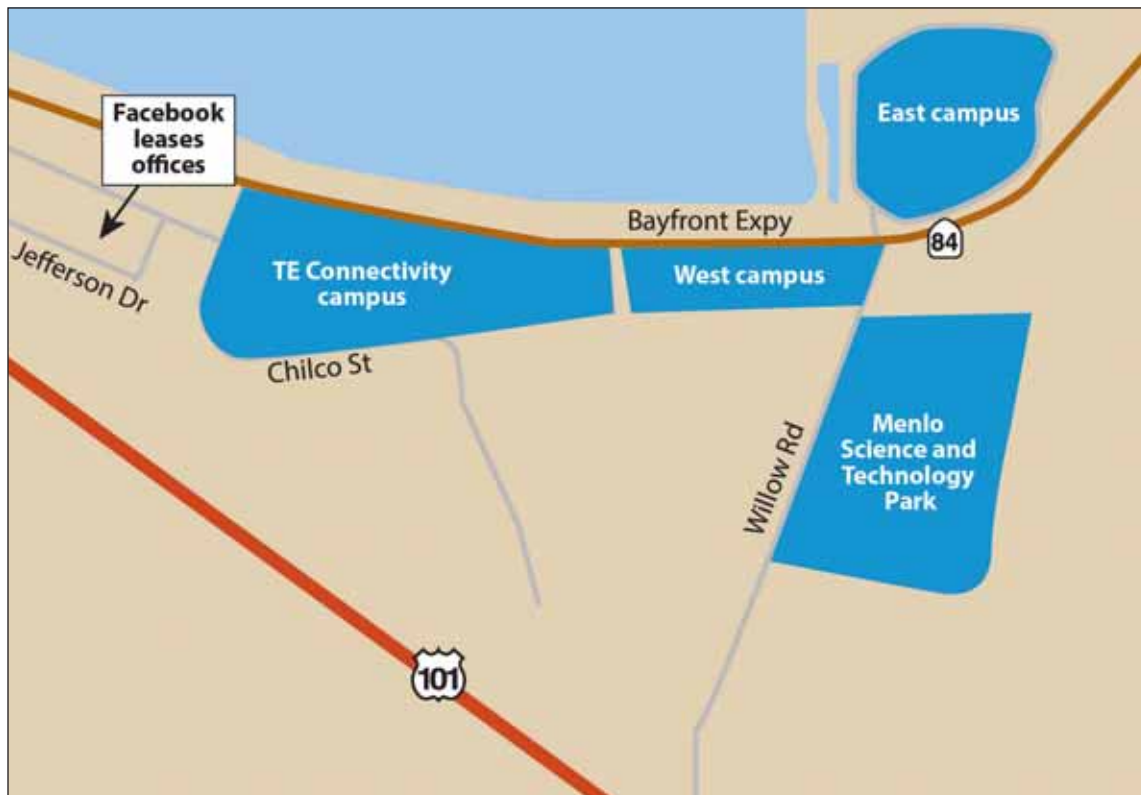 Facebook
leases
offices
East campus
Bayfront Expy
84
Jefferson Dr
TE Connectivity
campus
West campus
Chilco St
Menlo
Science and
Technology
Park
Willow Rd
101